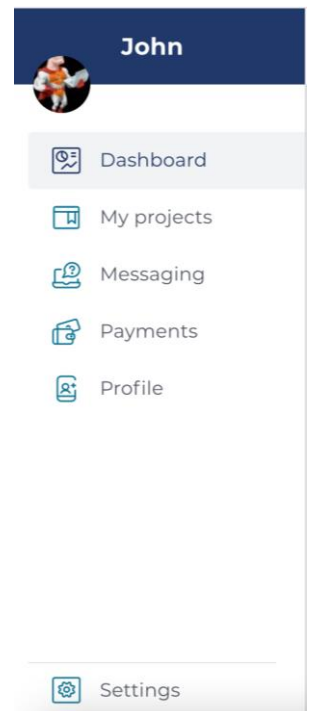 John
Dashboard
My projects
Messaging
Payments
Profile
Settings